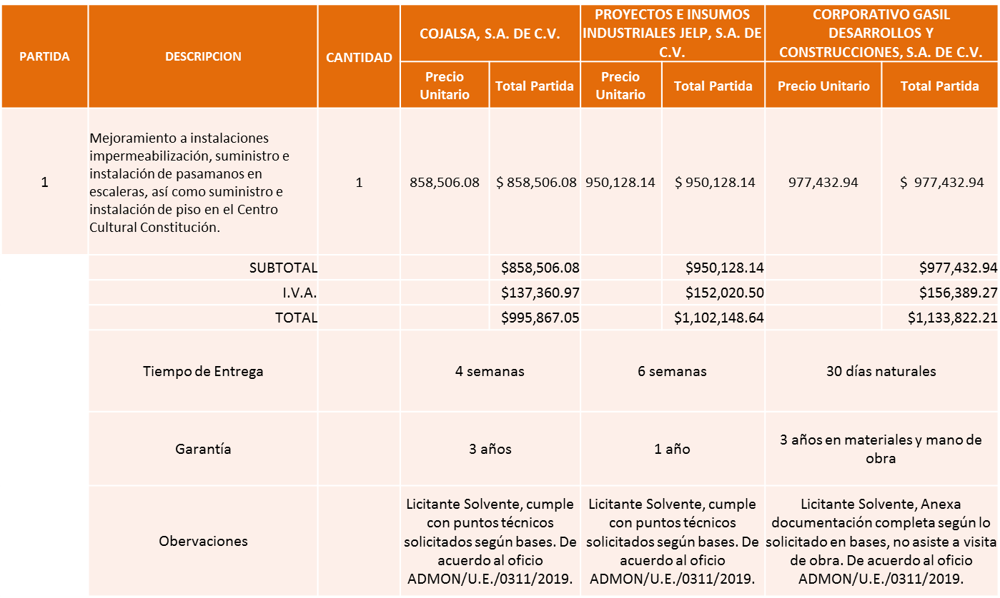 PARTIDA
DESCRIPCION
CANTIDAD
COJALSA, S.A. DE C.V.
PROYECTOS E INSUMOS
INDUSTRIALES JELP, S.A. DE
C.V.
CORPORATIVO GASIL
DESARROLLOS Y
CONSTRUCCIONES, S.A. DE C.V.
Precio
Unitario
Total Partida
Precio
Unitario
Total Partida
Precio Unitario
Total Partida
1
Mejoramiento a instalaciones
impermeabilización, suministro e
instalación de pasamanos en
escaleras, así como suministro e
instalación de piso en el Centro
Cultural Constitución.
1
858,506.08
$ 858,506.08
950,128.14
$ 950,128.14
977,432.94
$ 977,432.94
SUBTOTAL
$858,506.08
$950,128.14
$977,432.94
I.V.A.
$137,360.97
$152,020.50
$156,389.27
TOTAL
$995,867.05
$1,102,148.64
$1,133,822.21
Tiempo de Entrega
4 semanas
6 semanas
30 días naturales
Garantía
3 años
1 año
3 años en materiales y mano de
obra
Obervaciones
Licitante Solvente, cumple
con puntos técnicos
solicitados según bases. De
acuerdo al oficio
ADMON/U.E./0311/2019.
Licitante Solvente, cumple
con puntos técnicos
solicitados según bases. De
acuerdo al oficio
ADMON/U.E./0311/2019.
Licitante Solvente, Anexa
documentación completa según lo
solicitado en bases, no asiste a visita
de obra. De acuerdo al oficio
ADMON/U.E./0311/2019.